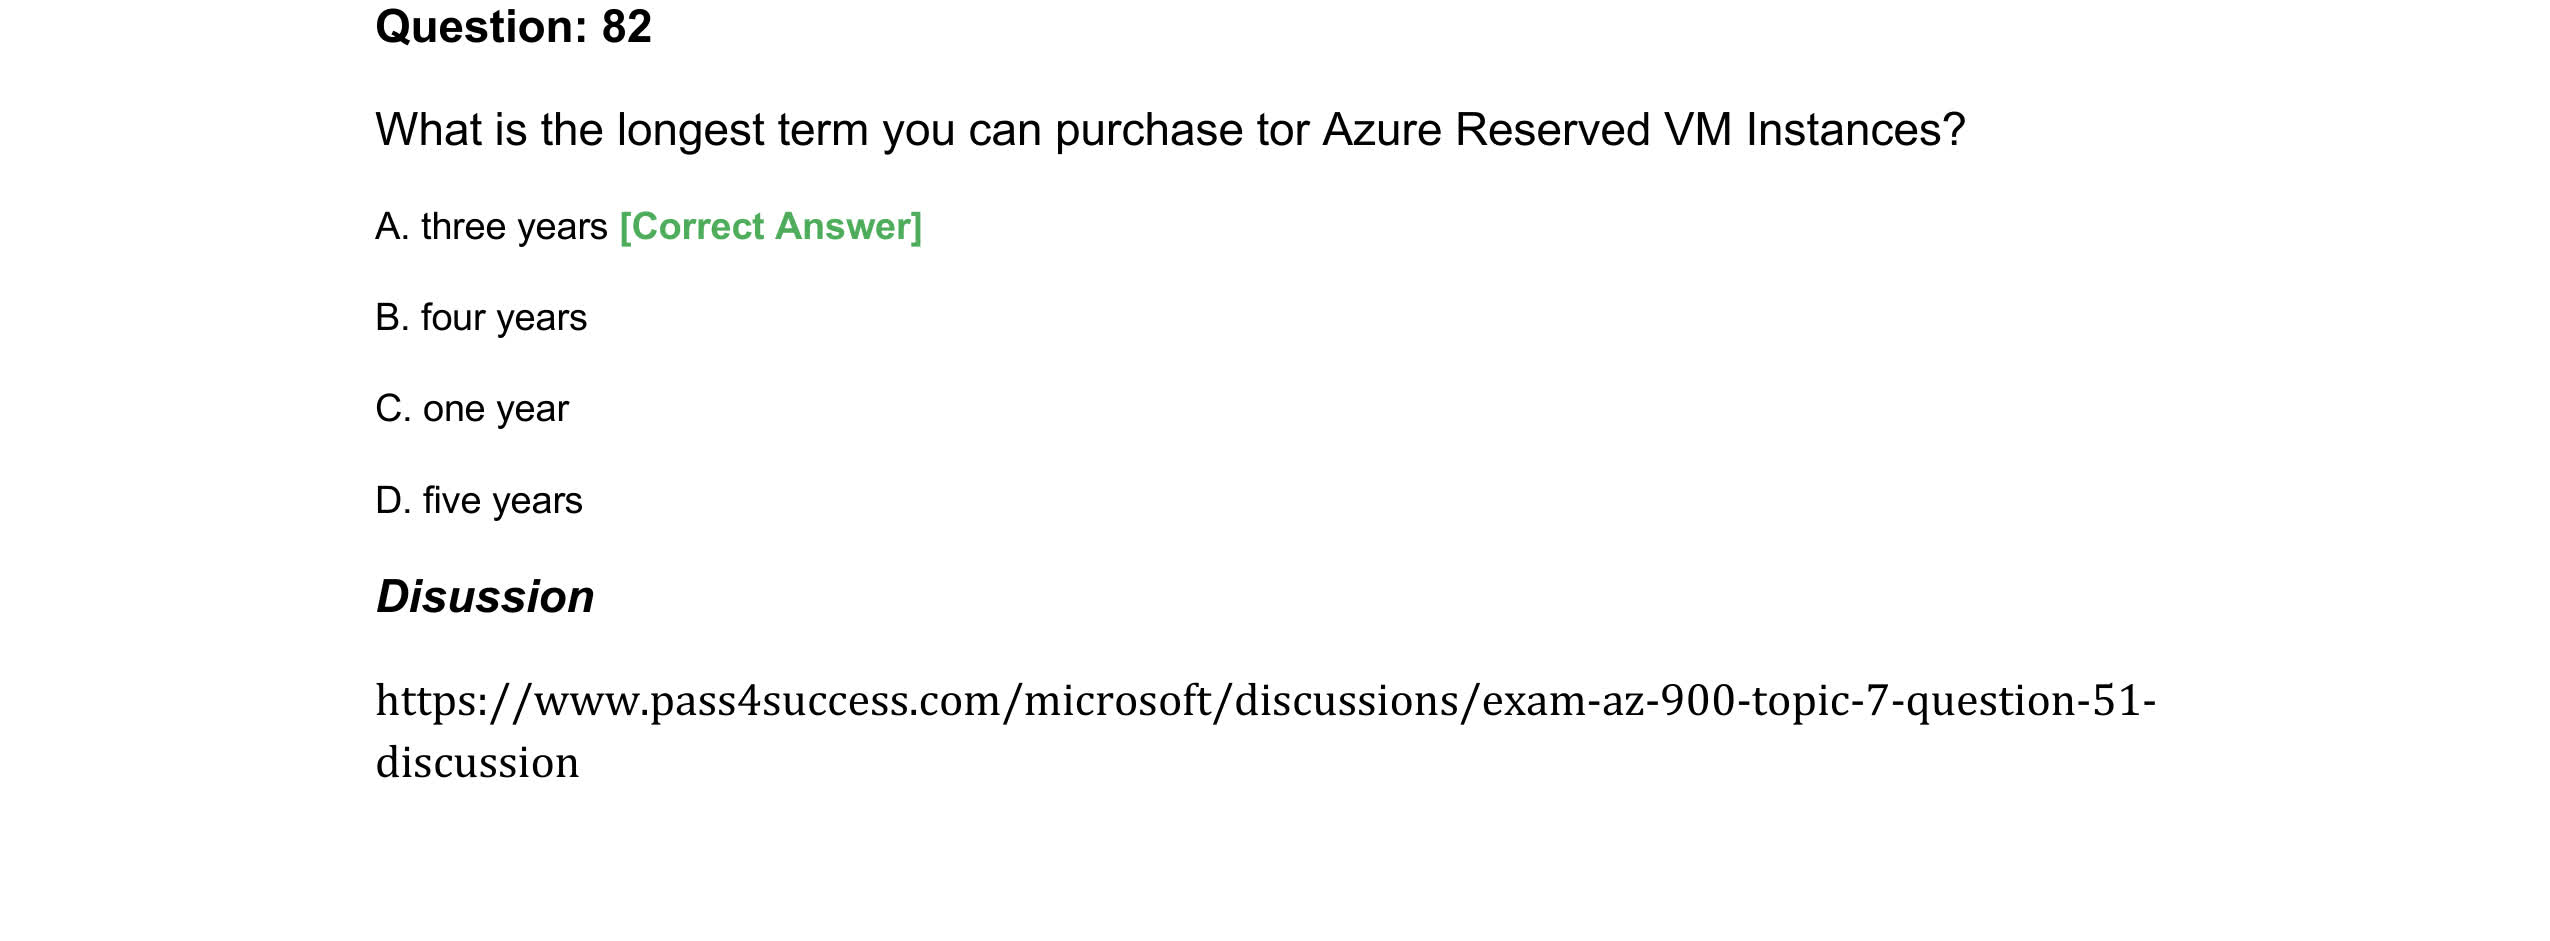 Question: 82
What is the longest term you can purchase tor Azure Reserved VM Instances?
A. three years [Correct Answer]
B. four years
C. one year
D. five years
Disussion
https://www.pass4success.com/microsoft/discussions/exam-az-900-topic-7-question-51-
discussion